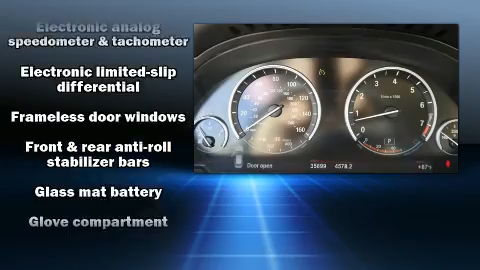 Electronic analog
speedometer & tachometer
Electronic limited-slip
differential
Frameless door windows
Front & rear anti-roll
stabilizer bars
Glass mat battery
Glove compartment
Door open
35899
4578.2
P